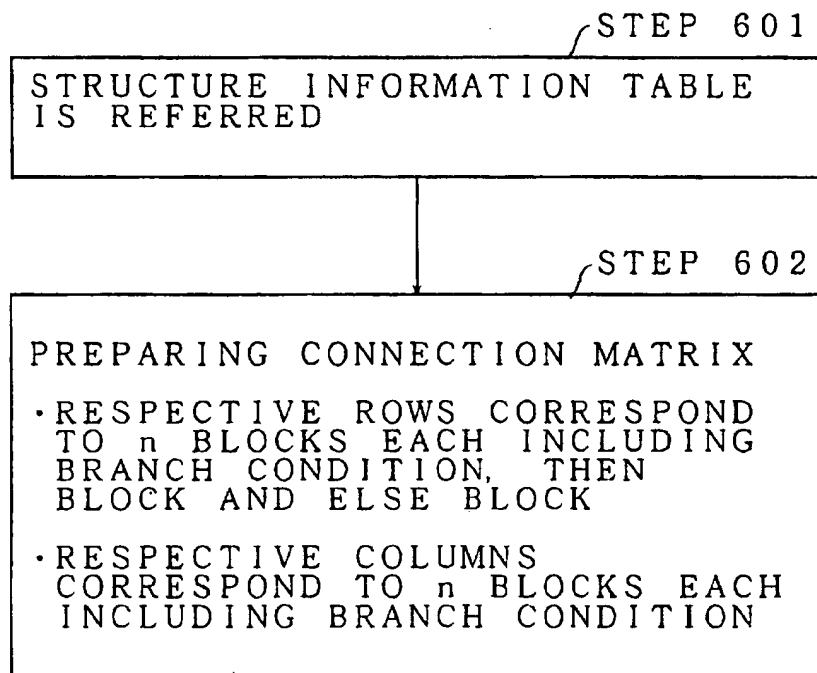 STEP 601
STRUCTURE INFORMATION TABLE
IS REFERRED
STEP 602
PREPARING CONNECTION MATRIX
·RESPECTIVE ROWS CORRESPOND
TO n BLOCKS EACH INCLUDING
BRANCH CONDITION, THEN
BLOCK AND ELSE BLOCK
·RESPECTIVE COLUMNS
CORRESPOND TO n BLOCKS EACH
INCLUDING BRANCH CONDITION